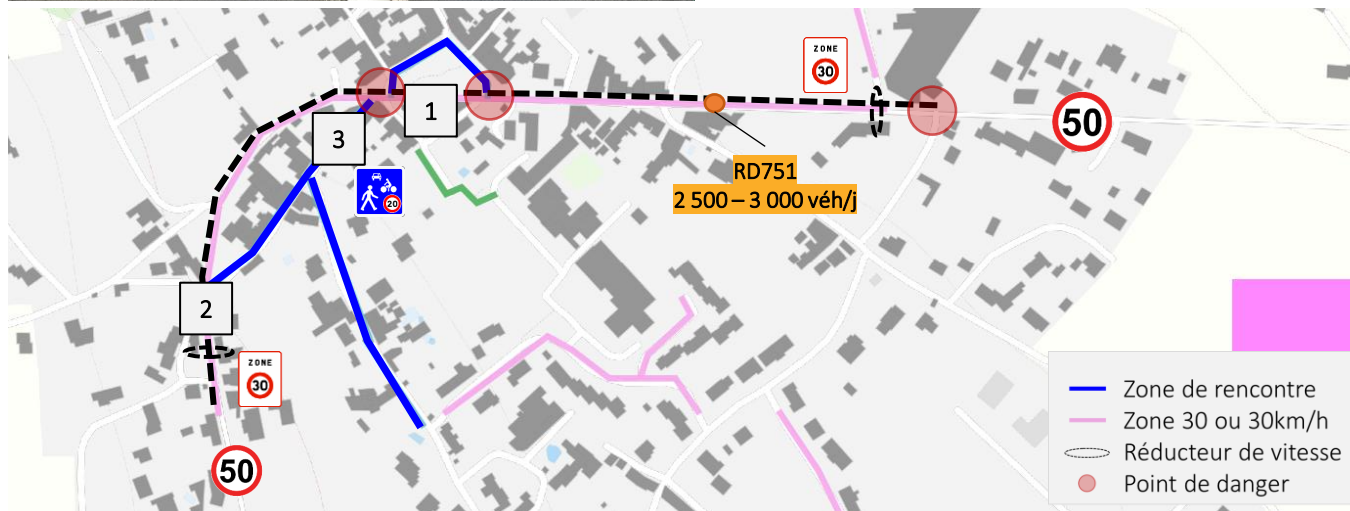 ZONE
30
50
1
3
RD751
2 500 – 3 000 véh/j
20
2
ZONE
30
50
Zone de rencontre
Zone 30 ou 30km/h
Réducteur de vitesse
Point de danger